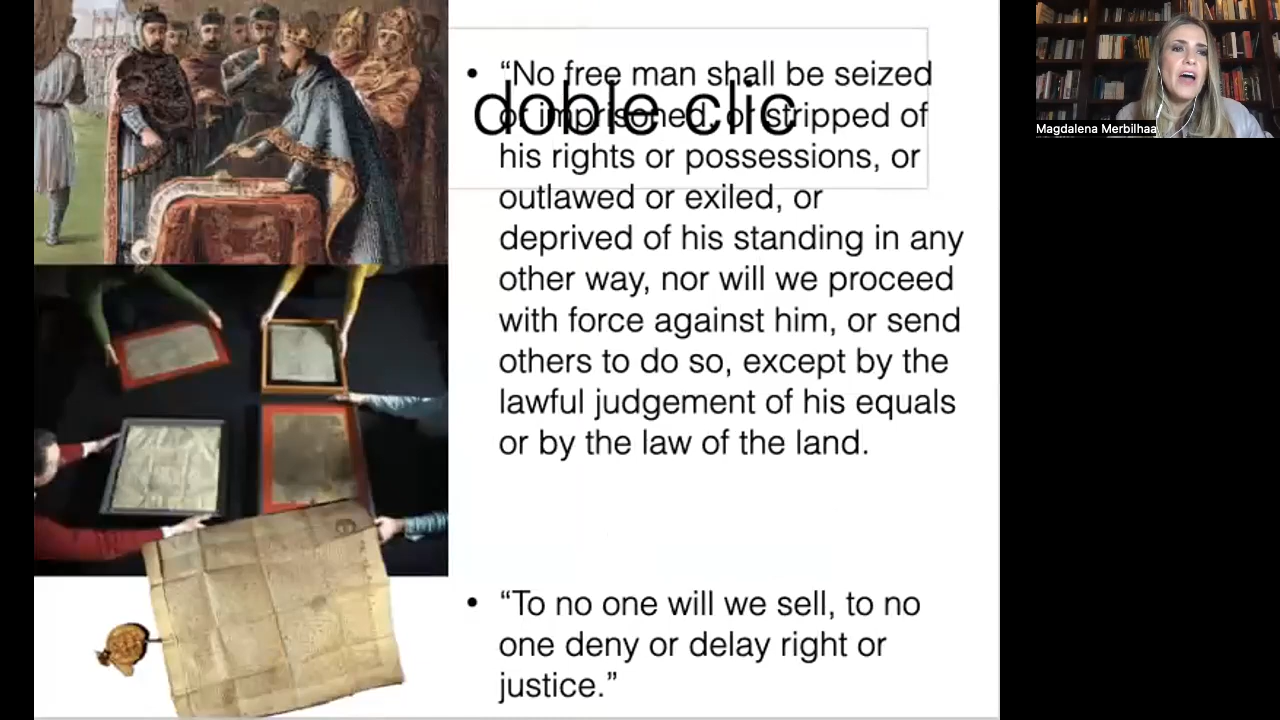 doble clic
• “No free man shall be seized
or imprisoned, or stripped of
his rights or possessions, or
outlawed or exiled, or
deprived of his standing in any
other way, nor will we proceed
with force against him, or send
others to do so, except by the
lawful judgement of his equals
or by the law of the land.
• “To no one will we sell, to no
one deny or delay right or
justice.”
Magdalena Merbilhaa